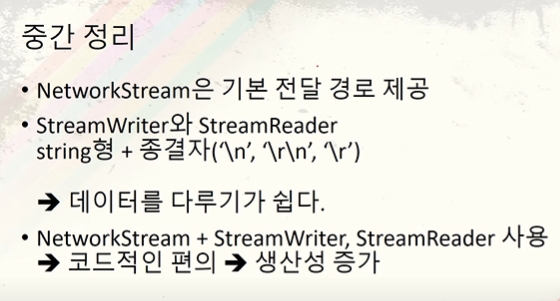 중간 정리
• NetworkStream은 기본 전달 경로 제공
• StreamWriter와 StreamReader
string형 + 종결자(‘\n’, ‘\r\n’, ‘\r’)
➔ 데이터를 다루기가 쉽다.
• NetworkStream + StreamWriter, StreamReader 사용
➔ 코드적인 편의 ➔ 생산성 증가